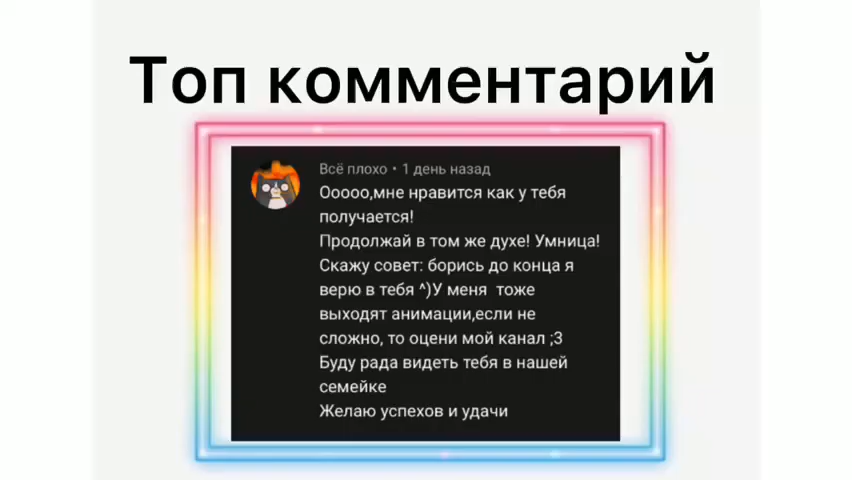 Топ комментарий
Всё плохо • 1 день назад
Ооооо,мне нравится как у тебя
получается!
Продолжай в том же духе! Умница!
Скажу совет: борись до конца я
верю в тебя ^)У меня  тоже
выходят анимации,если не
сложно, то оцени мой канал ;3
Буду рада видеть тебя в нашей
семейке
Желаю успехов и удачи